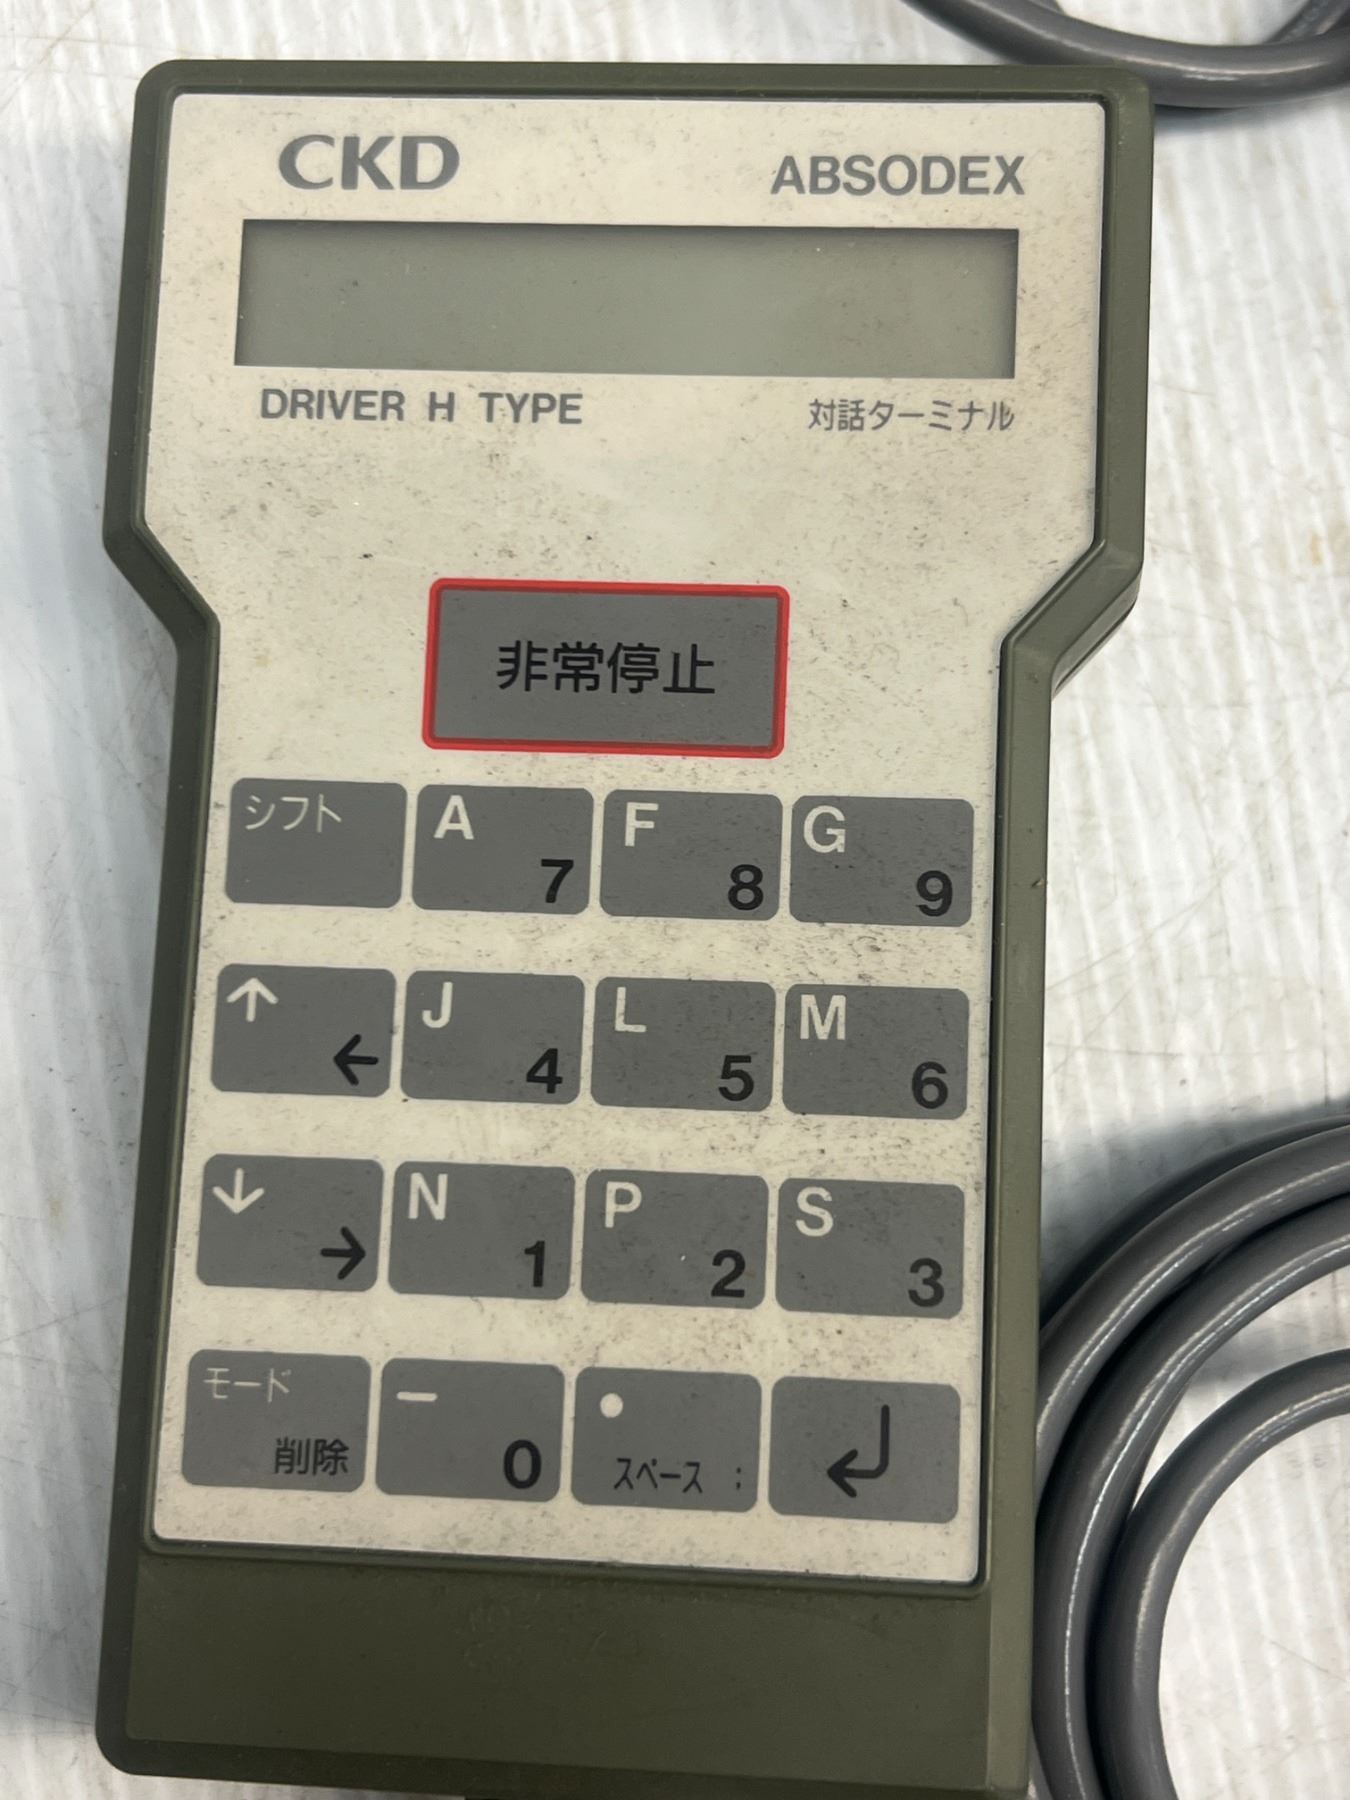 CKD ABSODEX
DRIVER H TYPE 対話ターミナル
非常停止
シフト A 7 F 8 G 9
↑ ← J 4 L 5 M 6
↓ → N 1 P 2 S 3
モード 削除 − 0 • スペース ; ↵